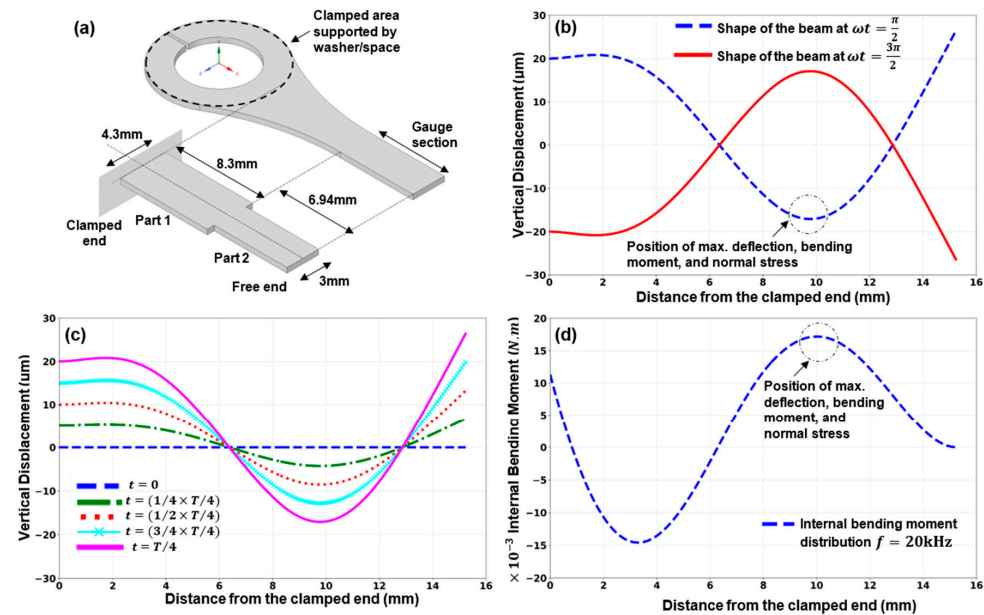 (a)
Clamped area
supported by
washer/space
4.3mm
8.3mm
Gauge
section
6.94mm
Clamped
end
Part 1
Part 2
Free end
3mm
(b)
Vertical Displacement (μm)
30
20
10
0
−10
−20
−30
Shape of the beam at ωt = π/2
Shape of the beam at ωt = 3π/2
Position of max. deflection, bending
moment, and normal stress
0 2 4 6 8 10 12 14 16
Distance from the clamped end (mm)
(c)
Vertical Displacement (um)
30
20
10
0
−10
−20
−30
t = 0
t = (1/4 × T/4)
t = (1/2 × T/4)
t = (3/4 × T/4)
t = T/4
0 2 4 6 8 10 12 14 16
Distance from the clamped end (mm)
(d)
× 10⁻³ Internal Bending Moment (N.m)
20
15
10
5
0
−5
−10
−15
−20
Position of max.
deflection, bending
moment, and
normal stress
Internal bending moment
distribution f = 20kHz
0 2 4 6 8 10 12 14 16
Distance from the clamped end (mm)